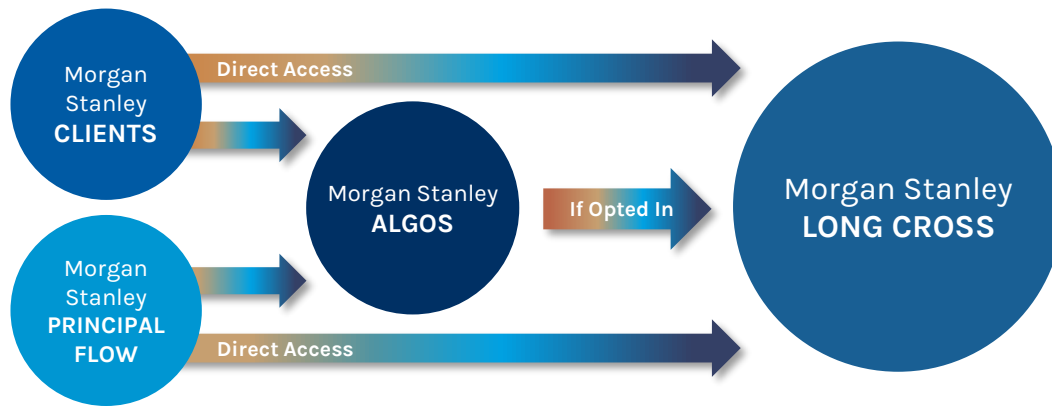 Morgan
Stanley
CLIENTS
Direct Access
Morgan Stanley
ALGOS
If Opted In
Morgan Stanley
LONG CROSS
Morgan
Stanley
PRINCIPAL
FLOW
Direct Access